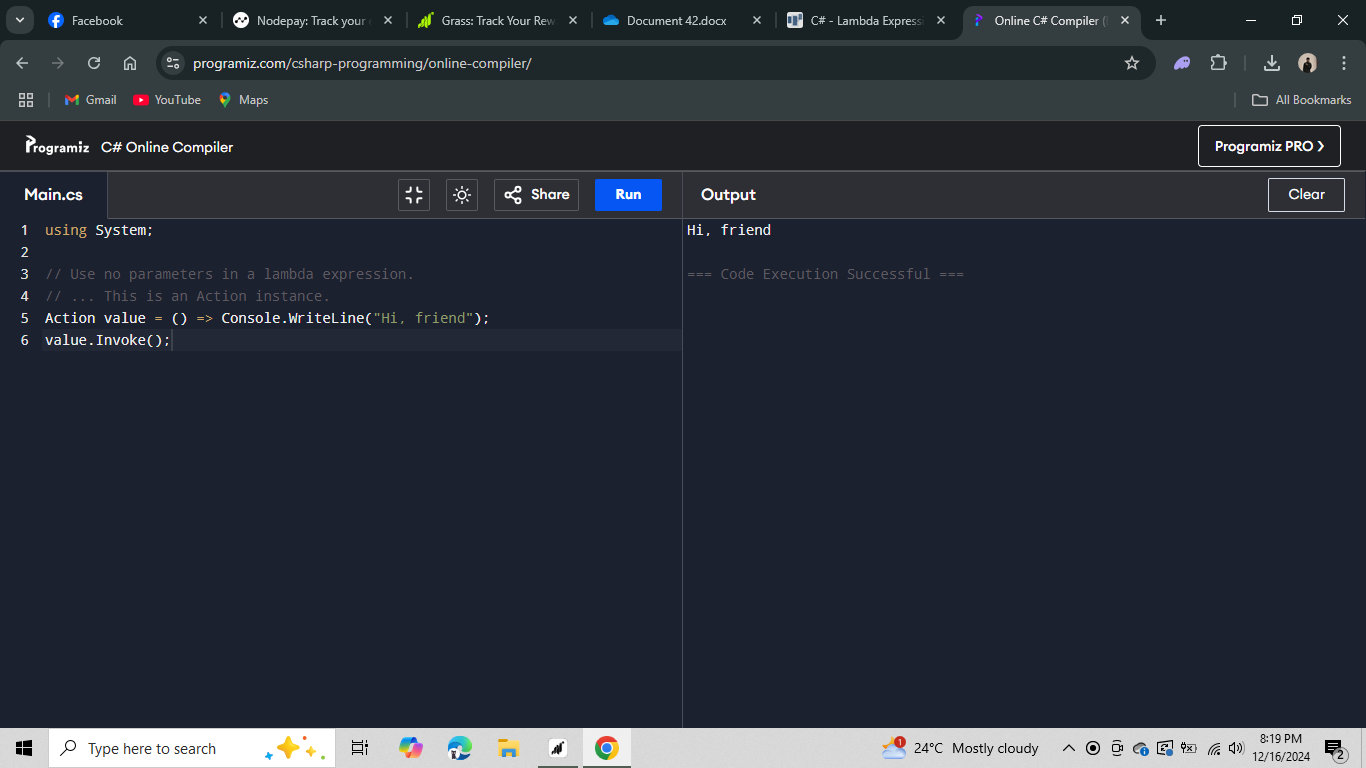 Facebook
Nodepay: Track your
Grass: Track Your Rew
Document 42.docx
C# - Lambda Express
Online C# Compiler (
programiz.com/csharp-programming/online-compiler/
Gmail
YouTube
Maps
All Bookmarks
Programiz C# Online Compiler
Programiz PRO ❯
Main.cs
Share
Run
Output
Clear
1 using System;
2
3 // Use no parameters in a lambda expression.
4 // ... This is an Action instance.
5 Action value = () => Console.WriteLine("Hi, friend");
6 value.Invoke();
Hi, friend
=== Code Execution Successful ===
Type here to search
1
24°C Mostly cloudy
8:19 PM
12/16/2024
2